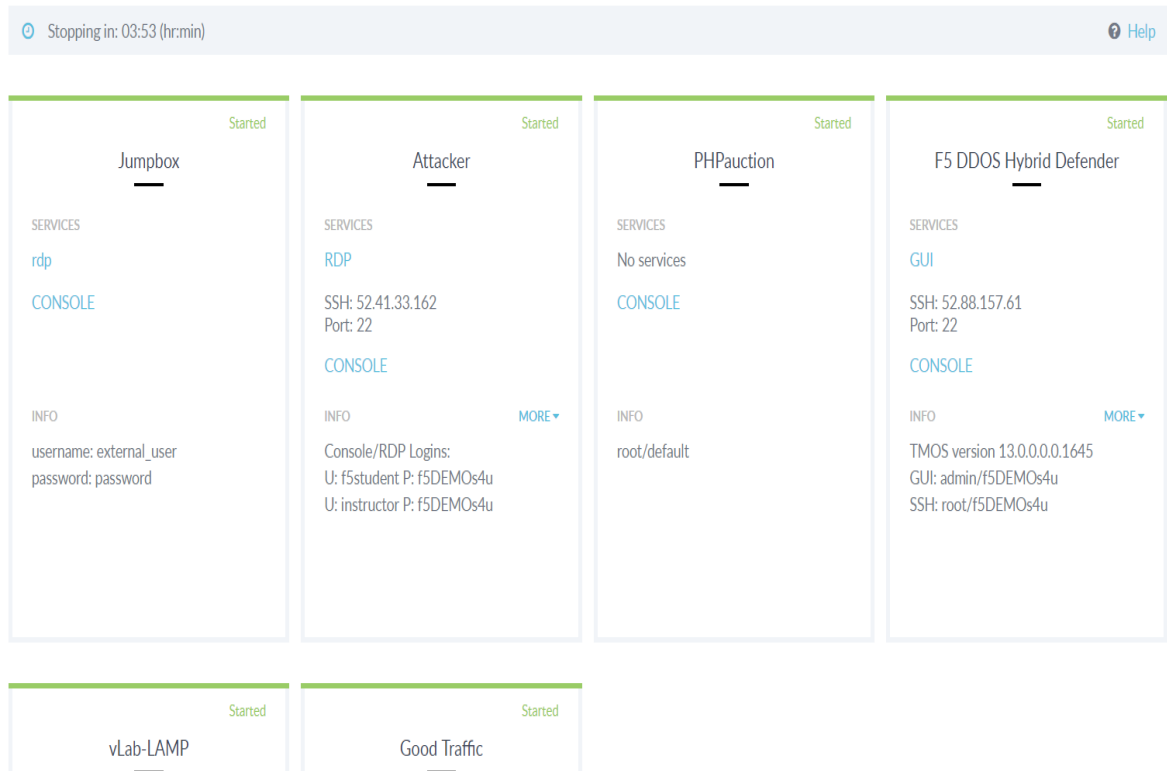 Stopping in: 03:53 (hr:min)
Help
Started
Jumpbox
SERVICES
rdp
CONSOLE
INFO
username: external_user
password: password
Started
Attacker
SERVICES
RDP
SSH: 52.41.33.162
Port: 22
CONSOLE
INFO
MORE
Console/RDP Logins:
U: f5student P: f5DEMOs4u
U: instructor P: f5DEMOs4u
Started
PHPauction
SERVICES
No services
CONSOLE
INFO
root/default
Started
F5 DDOS Hybrid Defender
SERVICES
GUI
SSH: 52.88.157.61
Port: 22
CONSOLE
INFO
MORE
TMOS version 13.0.0.0.0.1645
GUI: admin/f5DEMOs4u
SSH: root/f5DEMOs4u
Started
vLab-LAMP
Started
Good Traffic